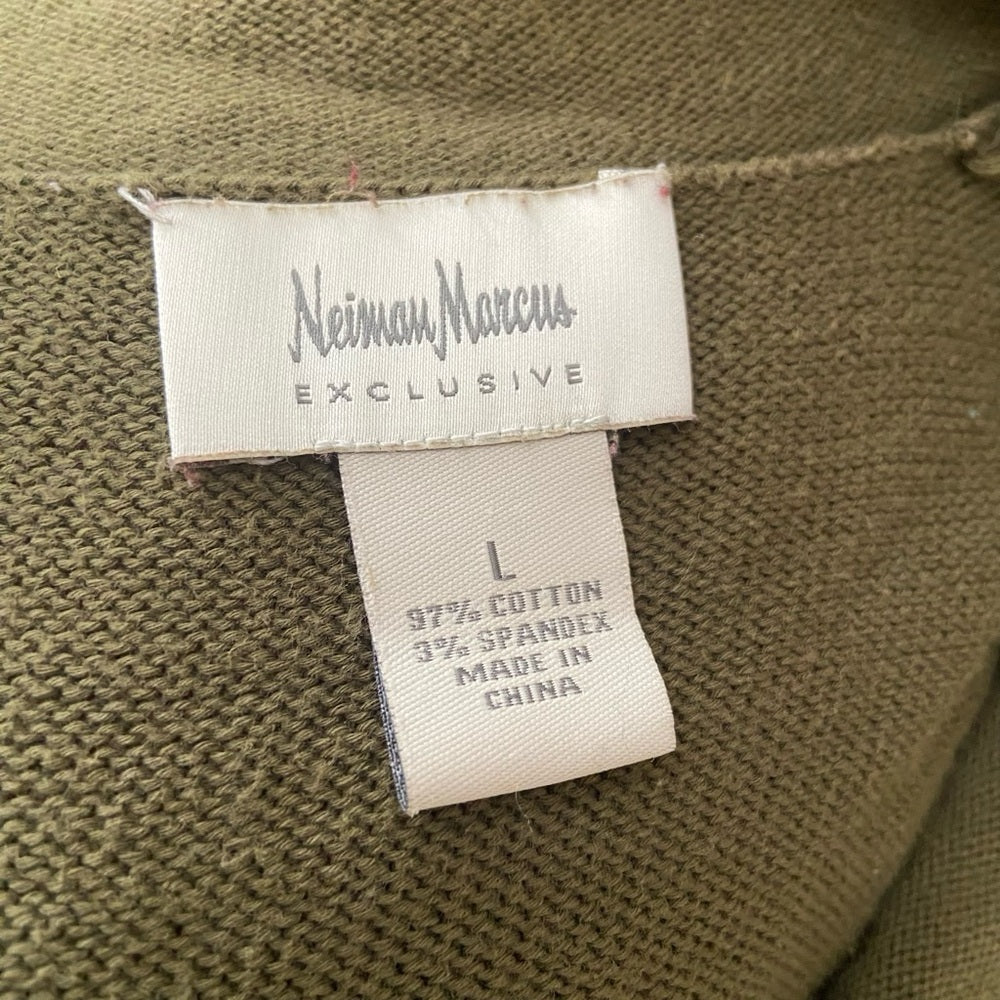 Neiman Marcus
EXCLUSIVE
L
97% COTTON
3% SPANDEX
MADE IN
CHINA